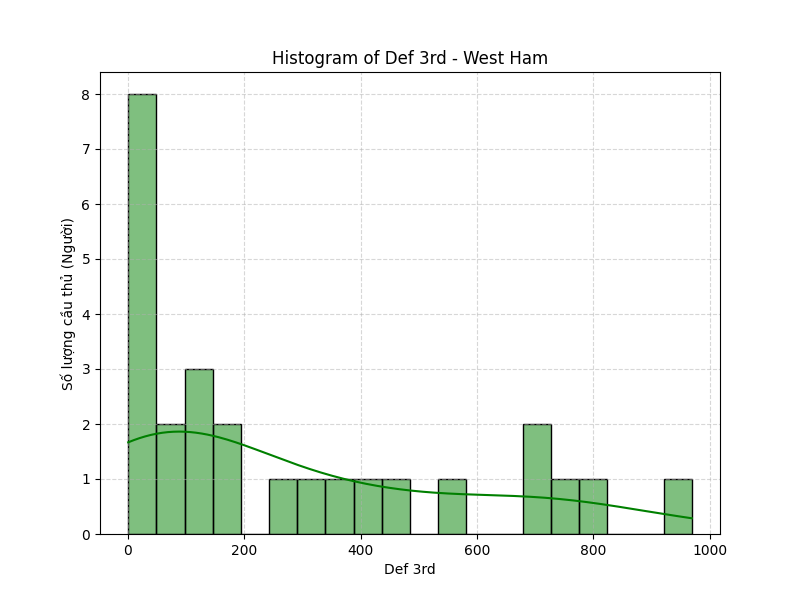 Histogram of Def 3rd - West Ham
Số lượng cầu thủ (Người)
8
7
6
5
4
3
2
1
0
0 200 400 600 800 1000
Def 3rd